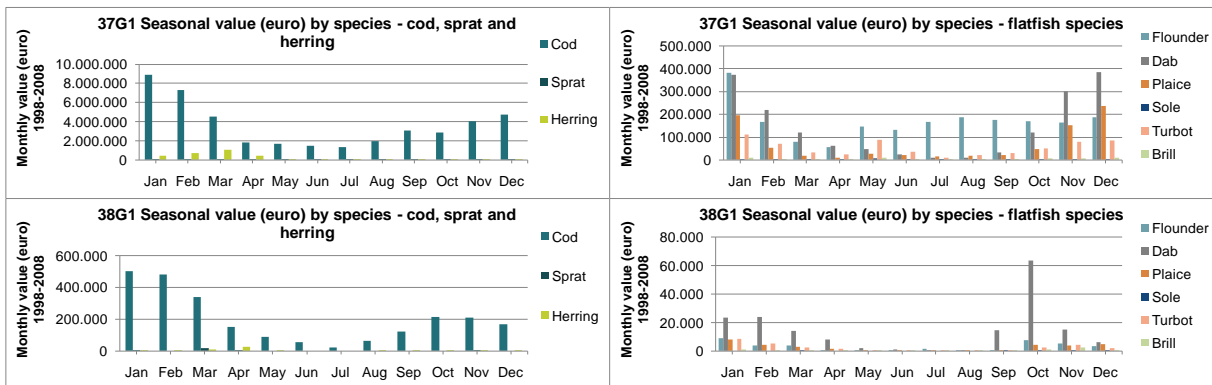 37G1 Seasonal value (euro) by species - cod, sprat and
herring
Monthly value (euro)
1998-2008
10.000.000
8.000.000
6.000.000
4.000.000
2.000.000
0
Jan Feb Mar Apr May Jun Jul Aug Sep Oct Nov Dec
Cod
Sprat
Herring
37G1 Seasonal value (euro) by species - flatfish species
Monthly value (euro)
1998-2008
500.000
400.000
300.000
200.000
100.000
0
Jan Feb Mar Apr May Jun Jul Aug Sep Oct Nov Dec
Flounder
Dab
Plaice
Sole
Turbot
Brill
38G1 Seasonal value (euro) by species - cod, sprat and
herring
Monthly value (euro)
1998-2008
600.000
400.000
200.000
0
Jan Feb Mar Apr May Jun Jul Aug Sep Oct Nov Dec
Cod
Sprat
Herring
38G1 Seasonal value (euro) by species - flatfish species
Monthly value (euro)
1998-2008
80.000
60.000
40.000
20.000
0
Jan Feb Mar Apr May Jun Jul Aug Sep Oct Nov Dec
Flounder
Dab
Plaice
Sole
Turbot
Brill